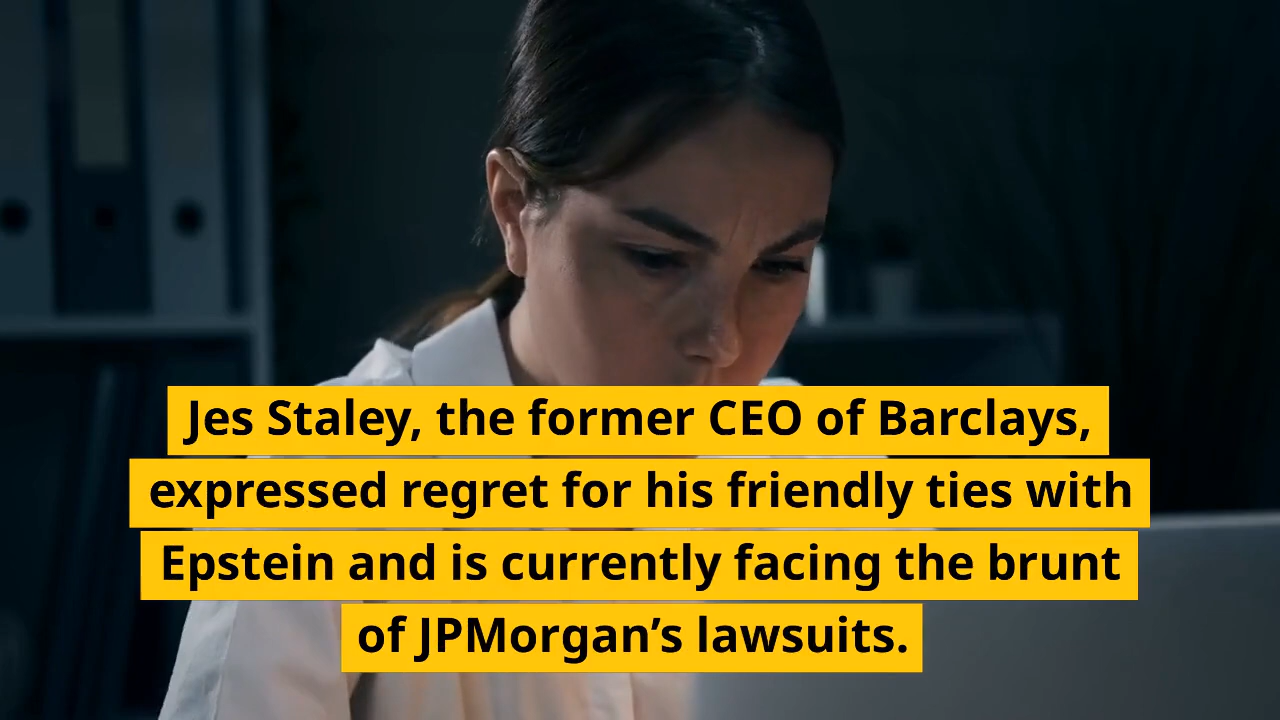 Jes Staley, the former CEO of Barclays,
expressed regret for his friendly ties with
Epstein and is currently facing the brunt
of JPMorgan’s lawsuits.